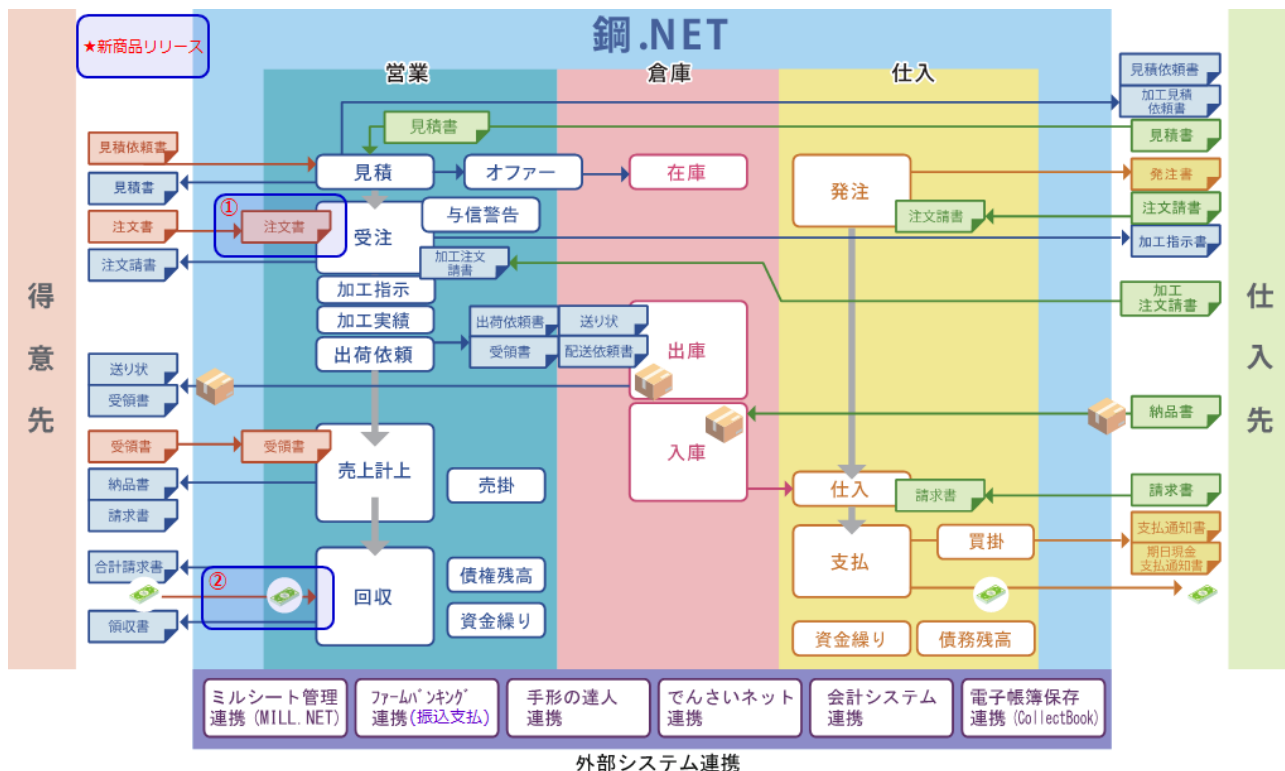 鋼.NET
★新商品リリース
営業
倉庫
仕入
得意先
仕入先
見積依頼書
加工見積
依頼書
見積書
見積書
見積依頼書
見積
オファー
在庫
発注
発注書
見積書
①
注文書
注文書
与信警告
受注
注文請書
注文請書
加工指示書
注文請書
加工注文
請書
加工指示
加工
注文請書
加工実績
出荷依頼書
送り状
出荷依頼
受領書
配送依頼書
出庫
送り状
受領書
納品書
入庫
受領書
受領書
売上計上
売掛
納品書
請求書
仕入
請求書
請求書
支払通知書
買掛
期日現金
支払通知書
支払
合計請求書
②
回収
債権残高
資金繰り
領収書
資金繰り
債務残高
ミルシート管理
連携(MILL.NET)
ファームバンキング
連携(振込支払)
手形の達人
連携
でんさいネット
連携
会計システム
連携
電子帳簿保存
連携(CollectBook)
外部システム連携